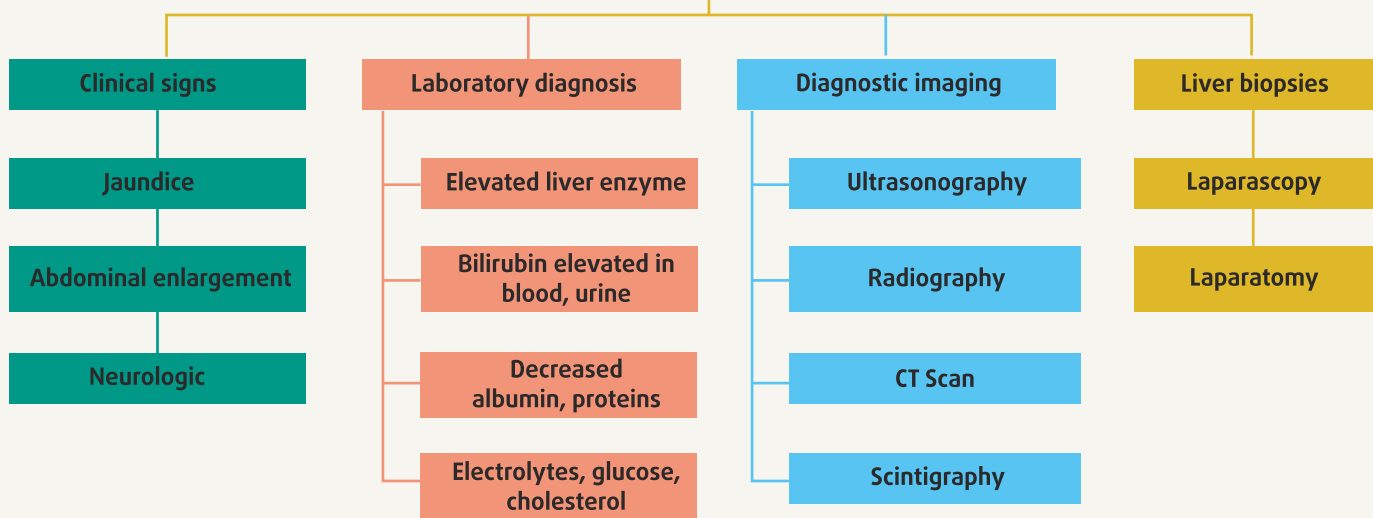 Clinical signs
Jaundice
Abdominal enlargement
Neurologic
Laboratory diagnosis
Elevated liver enzyme
Bilirubin elevated in
blood, urine
Decreased
albumin, proteins
Electrolytes, glucose,
cholesterol
Diagnostic imaging
Ultrasonography
Radiography
CT Scan
Scintigraphy
Liver biopsies
Laparascopy
Laparatomy